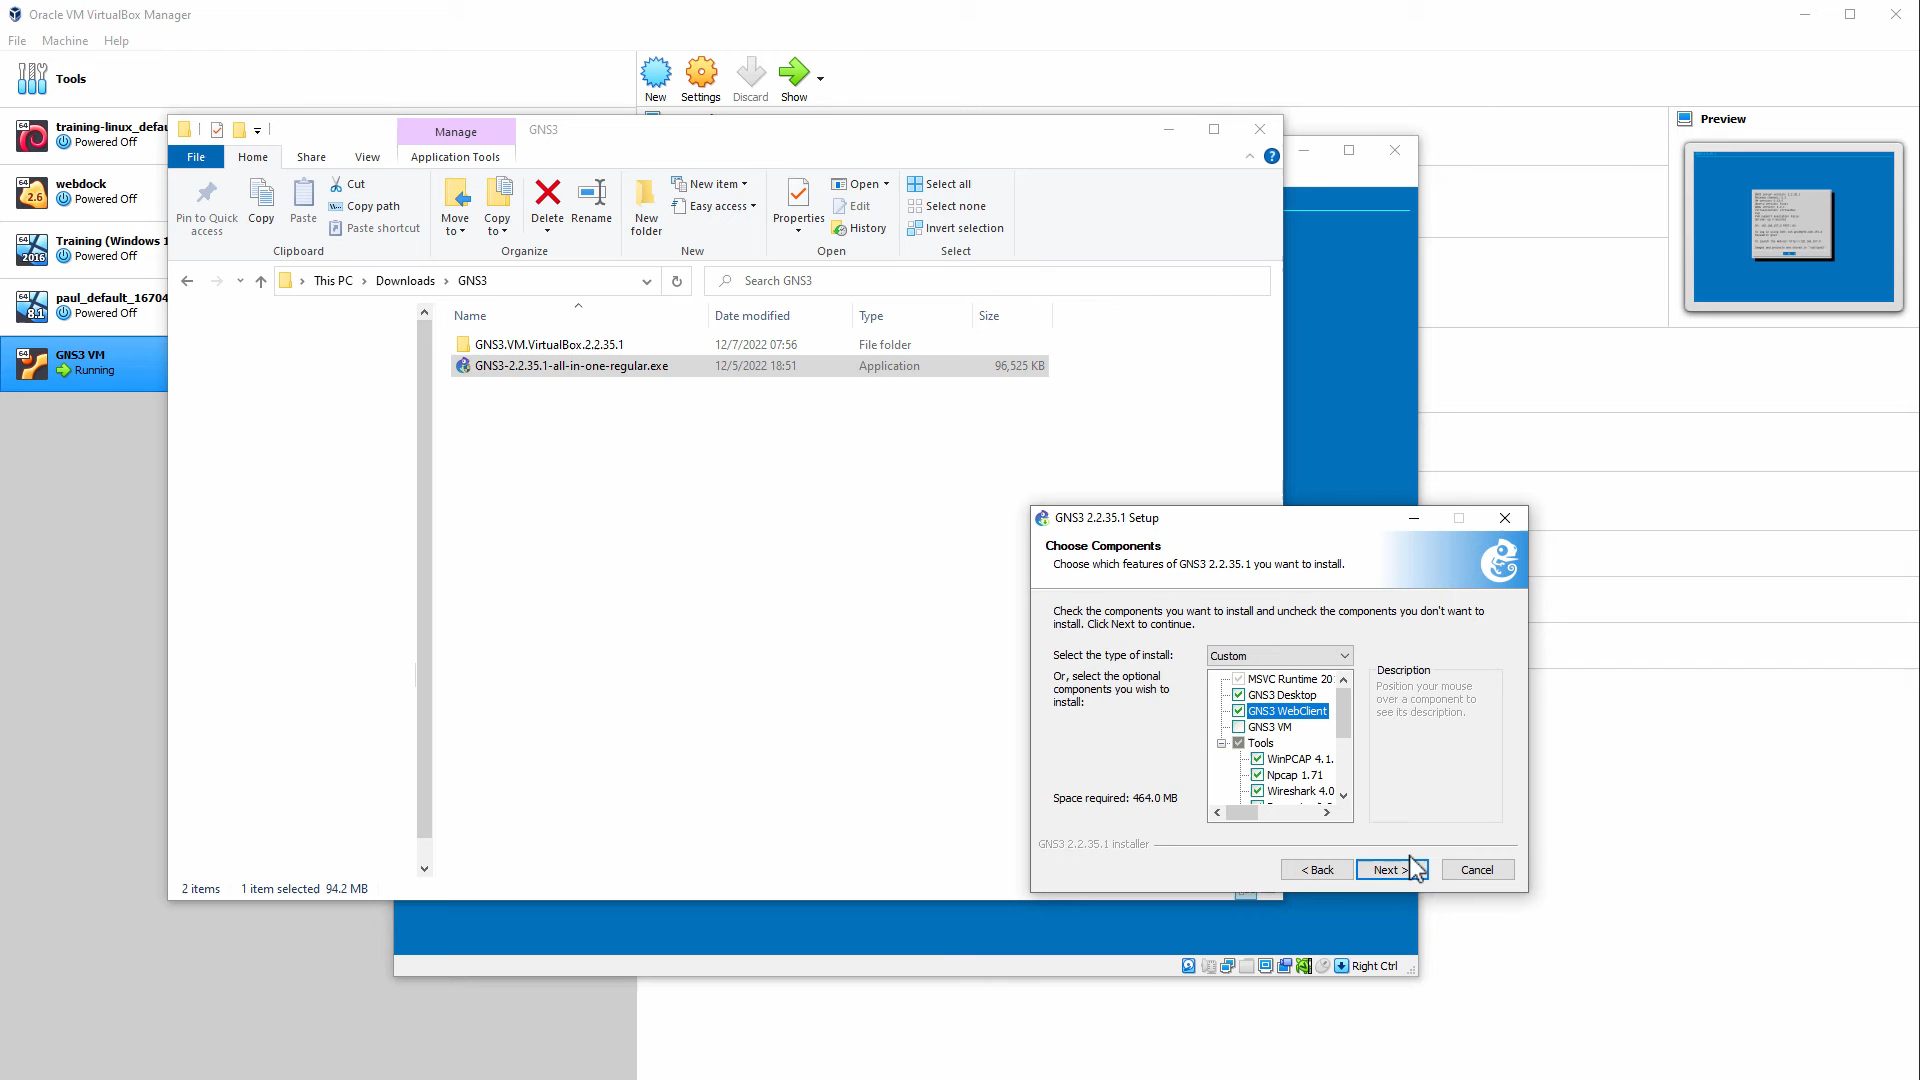 Oracle VM VirtualBox Manager
File Machine Help
Tools
New
Settings
Discard
Show
64
training-linux_defau
Powered Off
64
2.6
webdock
Powered Off
64
2016
Training (Windows 1
Powered Off
64
8.1
paul_default_16704
Powered Off
64
GNS3 VM
Running
Preview
Manage
GNS3
File
Home
Share
View
Application Tools
Pin to Quick
access
Copy
Paste
Cut
Copy path
Paste shortcut
Clipboard
Move
to
Copy
to
Delete
Rename
Organize
New
folder
New item
Easy access
New
Properties
Open
Edit
History
Open
Select all
Select none
Invert selection
Select
This PC
Downloads
GNS3
Search GNS3
Name
Date modified
Type
Size
GNS3.VM.VirtualBox.2.2.35.1
12/7/2022 07:56
File folder
GNS3-2.2.35.1-all-in-one-regular.exe
12/5/2022 18:51
Application
96,525 KB
2 items
1 item selected 94.2 MB
GNS3 2.2.35.1 Setup
Choose Components
Choose which features of GNS3 2.2.35.1 you want to install.
Check the components you want to install and uncheck the components you don't want to
install. Click Next to continue.
Select the type of install:
Custom
Or, select the optional
components you wish to
install:
MSVC Runtime 20
GNS3 Desktop
GNS3 WebClient
GNS3 VM
Tools
WinPCAP 4.1.
Npcap 1.71
Wireshark 4.0
Description
Position your mouse
over a component to
see its description.
Space required: 464.0 MB
GNS3 2.2.35.1 installer
< Back
Next >
Cancel
Right Ctrl